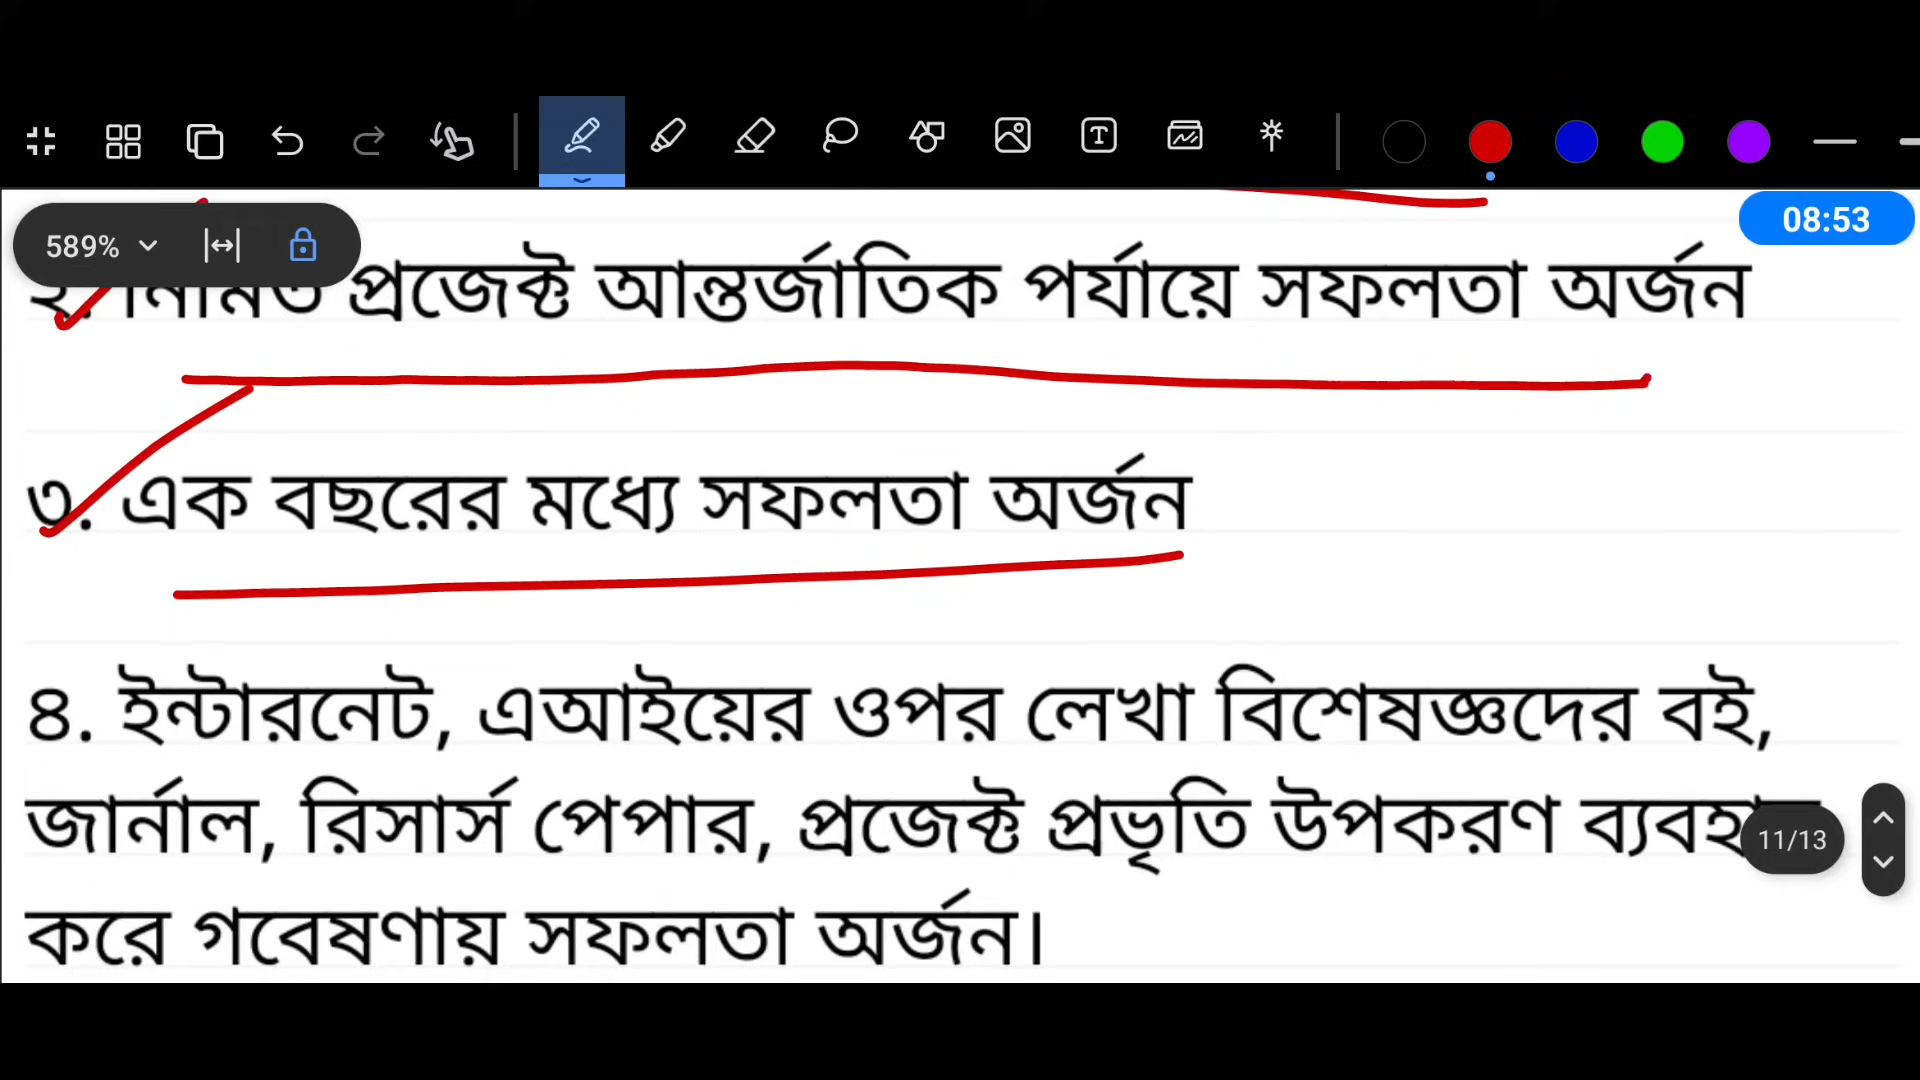 589%
08:53
২. নির্মিত প্রজেক্ট আন্তর্জাতিক পর্যায়ে সফলতা অর্জন
৩. এক বছরের মধ্যে সফলতা অর্জন
৪. ইন্টারনেট, এআইয়ের ওপর লেখা বিশেষজ্ঞদের বই,
জার্নাল, রিসার্স পেপার, প্রজেক্ট প্রভৃতি উপকরণ
11/13
করে গবেষণায় সফলতা অর্জন।